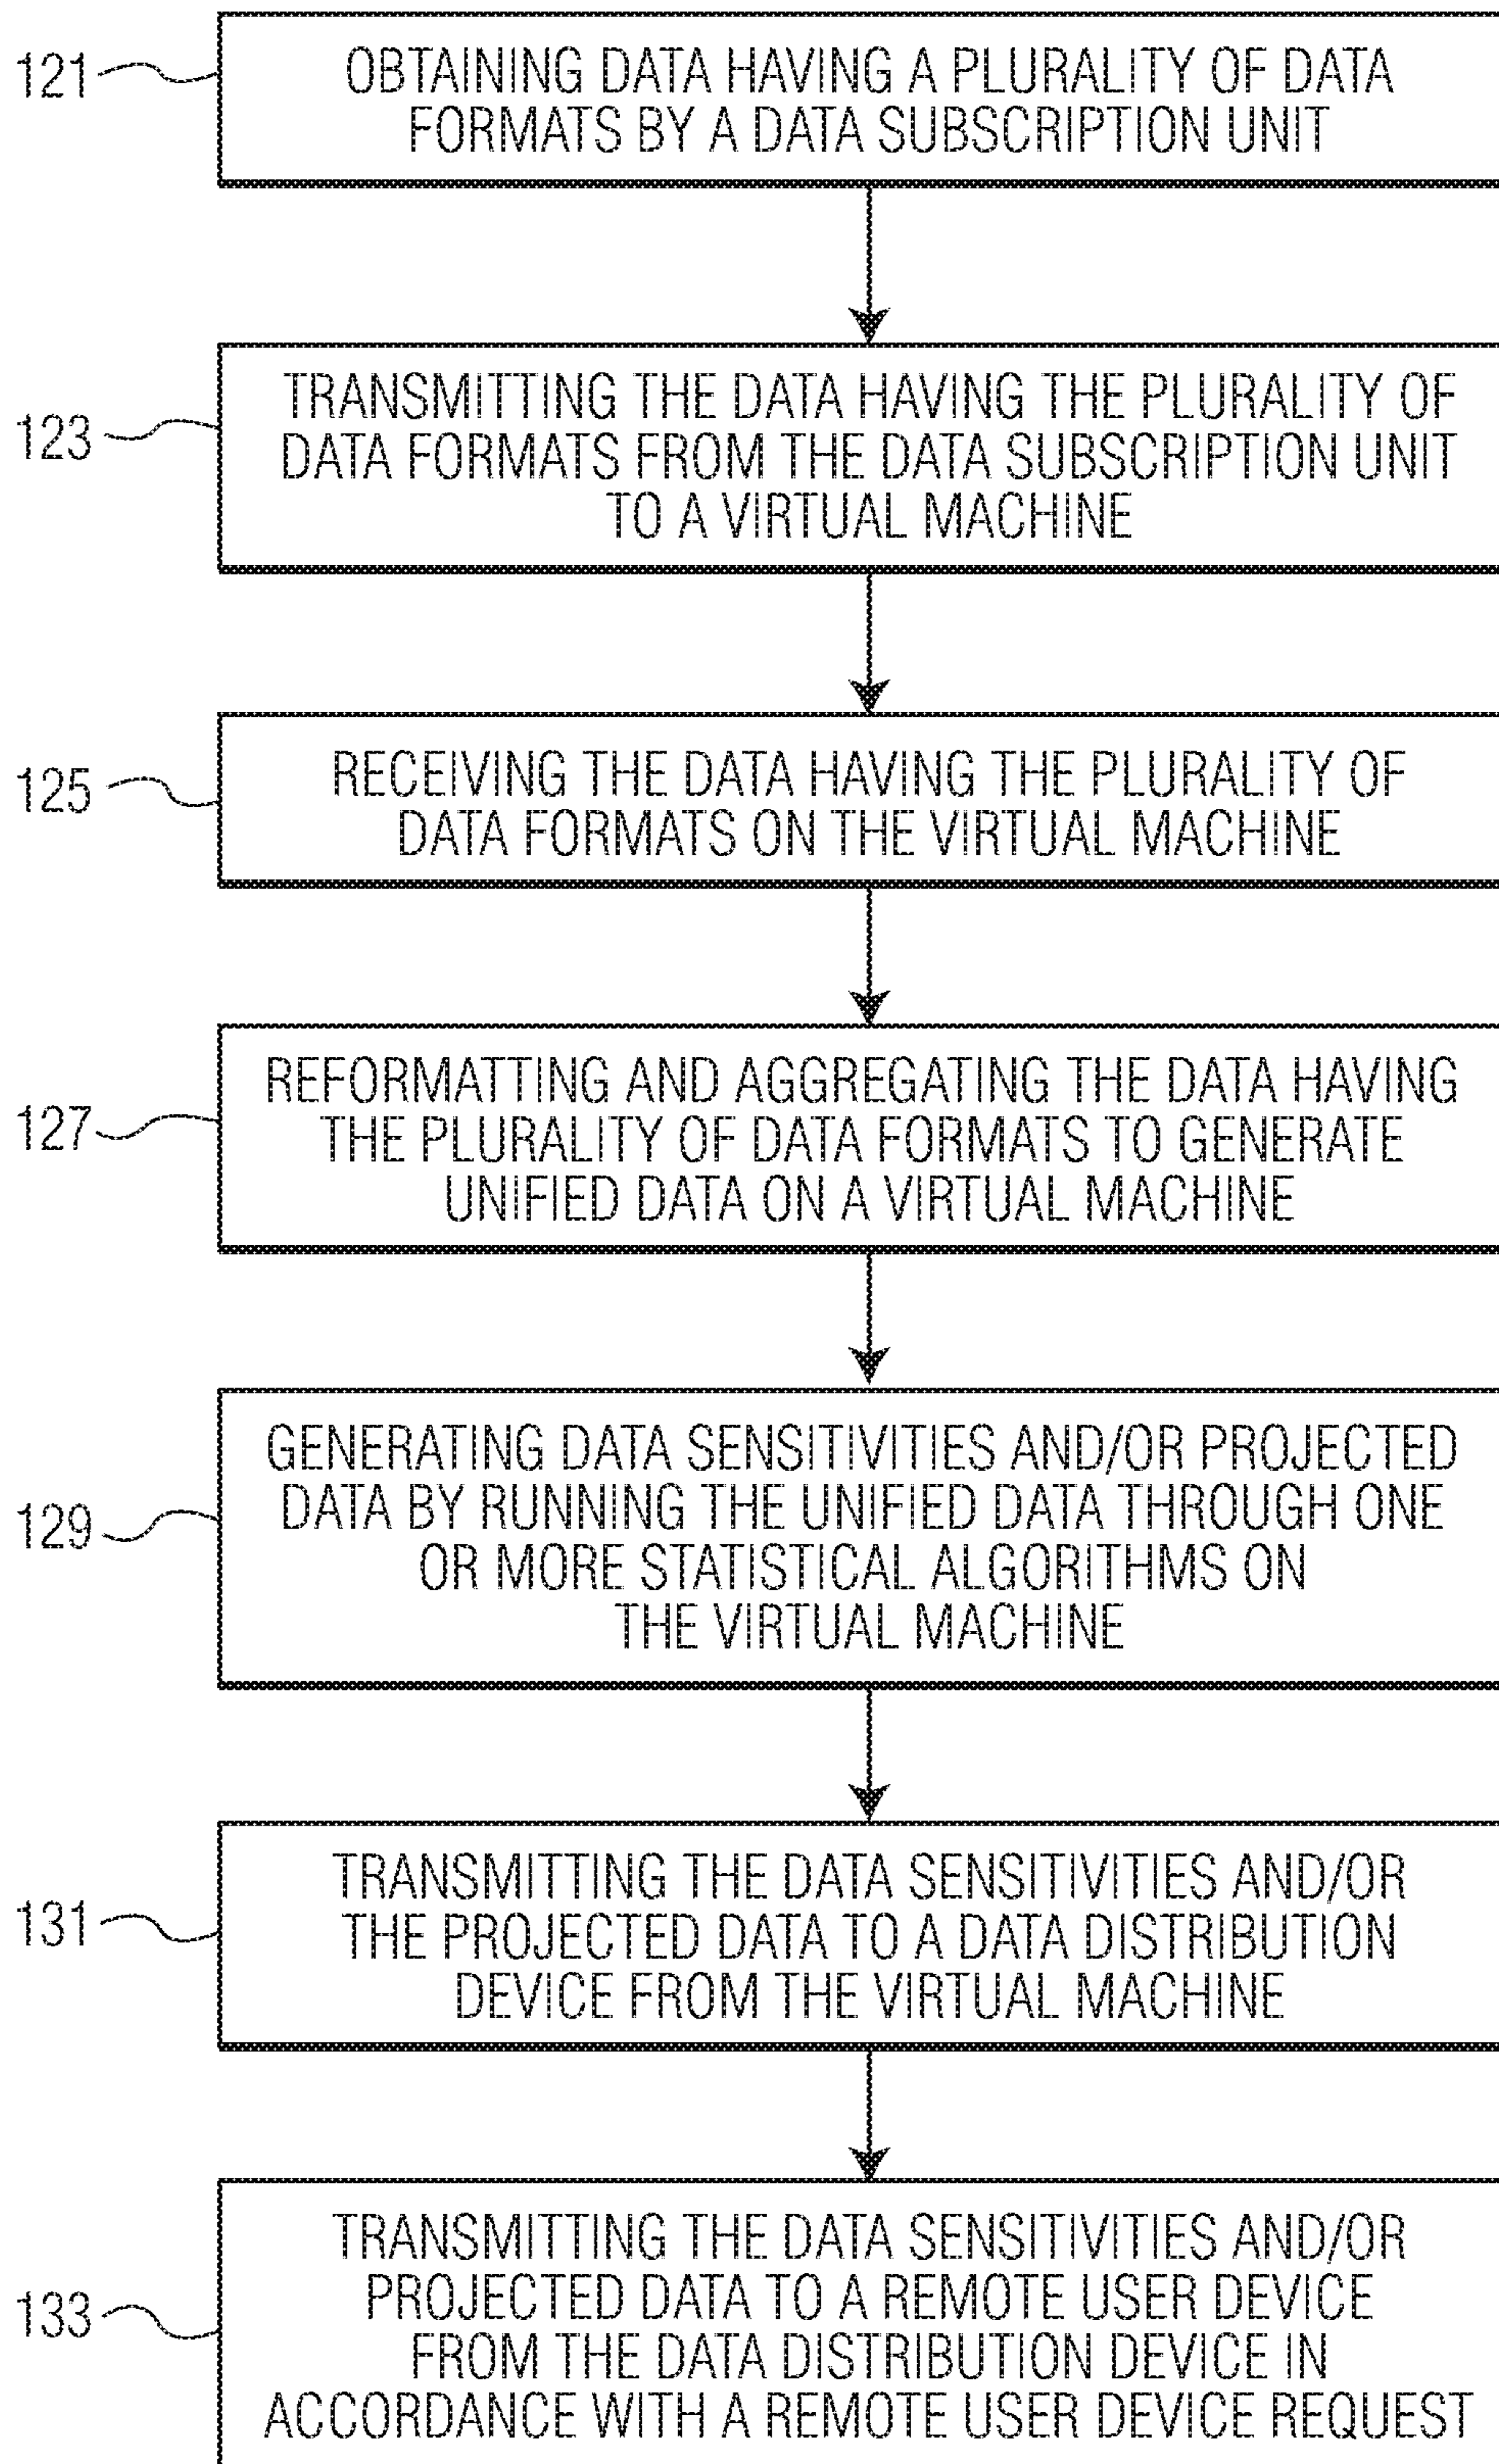 121
OBTAINING DATA HAVING A PLURALITY OF DATA
FORMATS BY A DATA SUBSCRIPTION UNIT
123
TRANSMITTING THE DATA HAVING THE PLURALITY OF
DATA FORMATS FROM THE DATA SUBSCRIPTION UNIT
TO A VIRTUAL MACHINE
125
RECEIVING THE DATA HAVING THE PLURALITY OF
DATA FORMATS ON THE VIRTUAL MACHINE
127
REFORMATTING AND AGGREGATING THE DATA HAVING
THE PLURALITY OF DATA FORMATS TO GENERATE
UNIFIED DATA ON A VIRTUAL MACHINE
129
GENERATING DATA SENSITIVITIES AND/OR PROJECTED
DATA BY RUNNING THE UNIFIED DATA THROUGH ONE
OR MORE STATISTICAL ALGORITHMS ON
THE VIRTUAL MACHINE
131
TRANSMITTING THE DATA SENSITIVITIES AND/OR
THE PROJECTED DATA TO A DATA DISTRIBUTION
DEVICE FROM THE VIRTUAL MACHINE
133
TRANSMITTING THE DATA SENSITIVITIES AND/OR
PROJECTED DATA TO A REMOTE USER DEVICE
FROM THE DATA DISTRIBUTION DEVICE IN
ACCORDANCE WITH A REMOTE USER DEVICE REQUEST